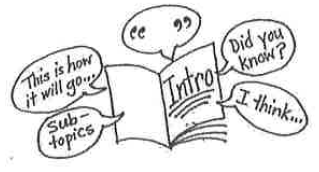 “ ”
This is how
it will go...
Sub-
topics
Intro
Did you
know?
I think...